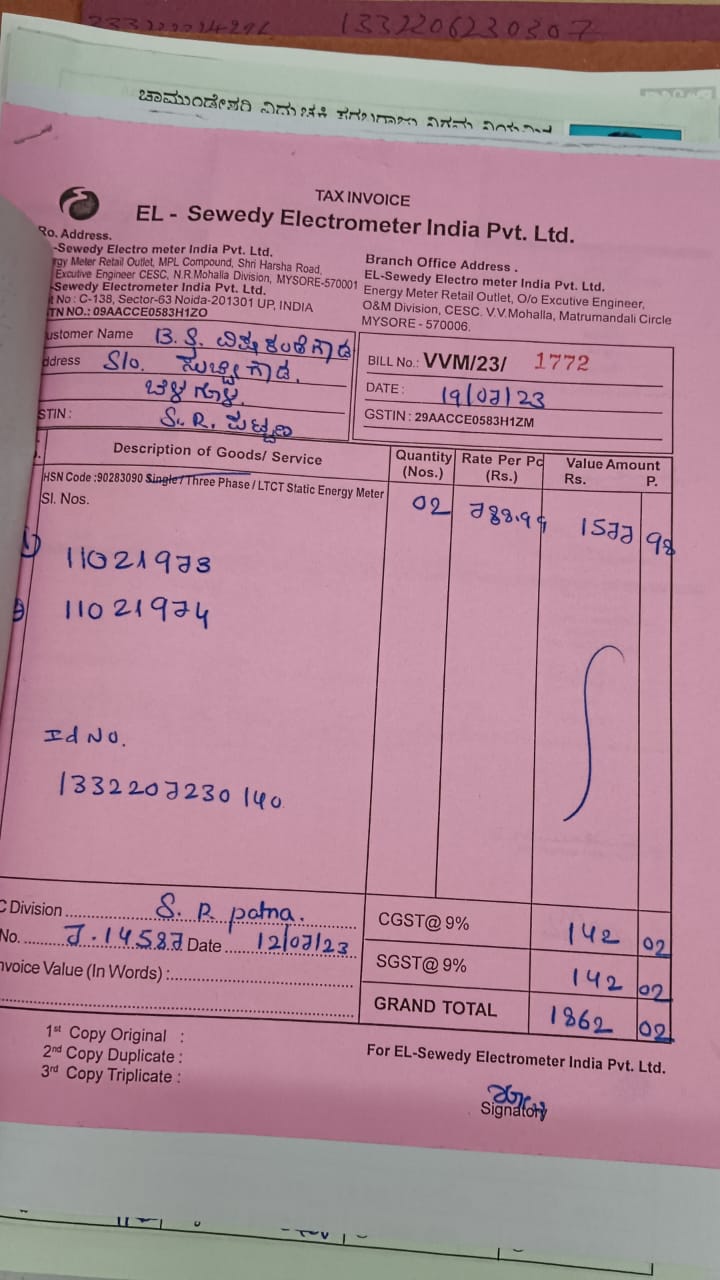 1332206230307
TAX INVOICE
EL - Sewedy Electrometer India Pvt. Ltd.
Ro. Address.
-Sewedy Electro meter India Pvt. Ltd.
rgy Meter Retail Outlet, MPL Compound, Shri Harsha Road,
Excutive Engineer CESC, N.R.Mohalla Division, MYSORE-570001
Sewedy Electrometer India Pvt. Ltd.
t No : C-138, Sector-63 Noida-201301 UP, INDIA
TN NO.: 09AACCE0583H1ZO
Branch Office Address .
EL-Sewedy Electro meter India Pvt. Ltd.
Energy Meter Retail Outlet, O/o Excutive Engineer,
O&M Division, CESC. V.V.Mohalla, Matrumandali Circle
MYSORE - 570006.
ustomer Name B. S.
ddress S/o.
STIN : S. R.
BILL No.: VVM/23/ 1772
DATE : 19/07/23
GSTIN : 29AACCE0583H1ZM
Description of Goods/ Service Quantity (Nos.) Rate Per Pc (Rs.) Value Amount Rs. P.
HSN Code :90283090 Single / Three Phase / LTCT Static Energy Meter
Sl. Nos. 02 788.99 1577 98
1) 11021973
2) 11021974
Id No.
1332207230140
C Division S. R. patna.
No. 7.14587 Date 12/07/23
nvoice Value (In Words) :
CGST@ 9% 142 02
SGST@ 9% 142 02
GRAND TOTAL 1862 02
1st Copy Original :
2nd Copy Duplicate :
3rd Copy Triplicate :
For EL-Sewedy Electrometer India Pvt. Ltd.
Signatory